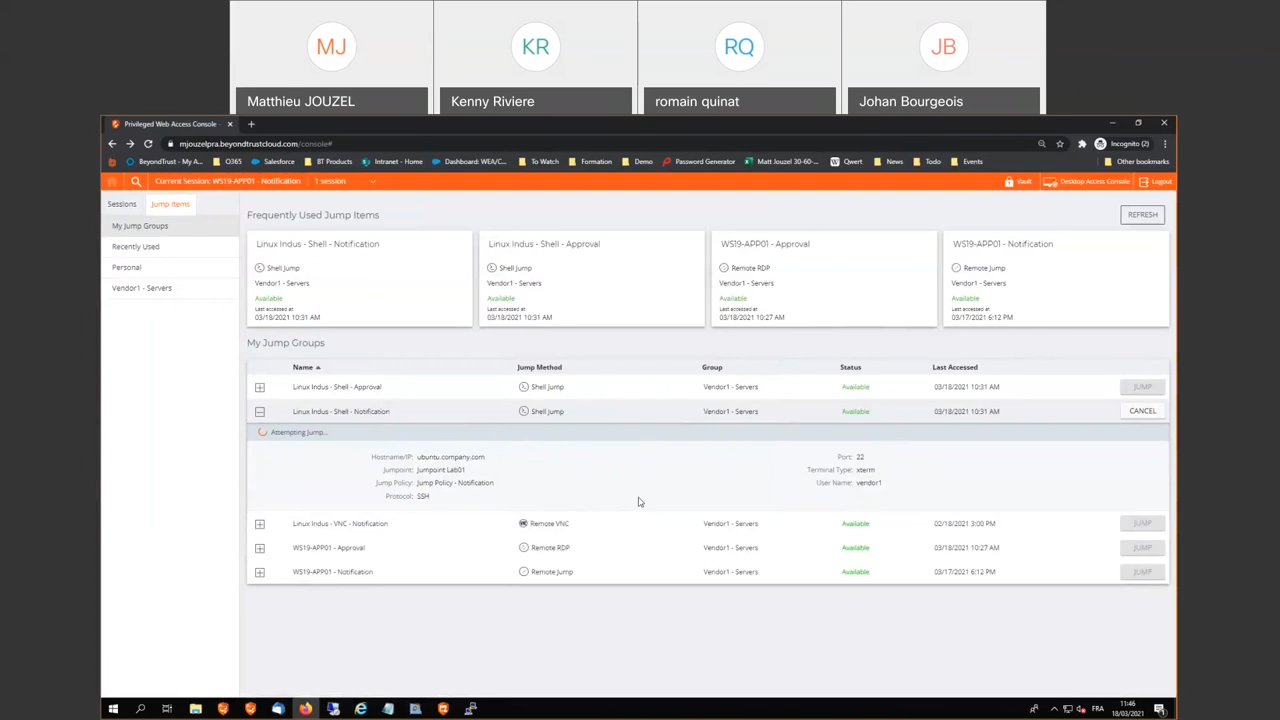 MJ
KR
RQ
JB
Matthieu JOUZEL
Kenny Riviere
romain quinat
Johan Bourgeois
Privileged Web Access Console
mjouzelpra.beyondtrustcloud.com/console#
Incognito (2)
BeyondTrust - My A...
O365
Salesforce
BT Products
Intranet - Home
Dashboard: WEA/C...
To Watch
Formation
Demo
Password Generator
Matt Jouzel 30-60-...
Qwert
News
Todo
Events
Other bookmarks
Current Session: WS19-APP01 - Notification
1 session
Vault
Desktop Access Console
Logout
Sessions
Jump Items
My Jump Groups
Recently Used
Personal
Vendor1 - Servers
Frequently Used Jump Items
REFRESH
Linux Indus - Shell - Notification
Shell Jump
Vendor1 - Servers
Available
Last accessed at
03/18/2021 10:31 AM
Linux Indus - Shell - Approval
Shell Jump
Vendor1 - Servers
Available
Last accessed at
03/18/2021 10:31 AM
WS19-APP01 - Approval
Remote RDP
Vendor1 - Servers
Available
Last accessed at
03/18/2021 10:27 AM
WS19-APP01 - Notification
Remote Jump
Vendor1 - Servers
Available
Last accessed at
03/17/2021 6:12 PM
My Jump Groups
Name Jump Method Group Status Last Accessed
Linux Indus - Shell - Approval Shell Jump Vendor1 - Servers Available 03/18/2021 10:31 AM JUMP
Linux Indus - Shell - Notification Shell Jump Vendor1 - Servers Available 03/18/2021 10:31 AM CANCEL
Attempting Jump...
Hostname/IP: ubuntu.company.com
Jumpoint: Jumpoint Lab01
Jump Policy: Jump Policy - Notification
Protocol: SSH
Port: 22
Terminal Type: xterm
User Name: vendor1
Linux Indus - VNC - Notification Remote VNC Vendor1 - Servers Available 02/18/2021 3:00 PM JUMP
WS19-APP01 - Approval Remote RDP Vendor1 - Servers Available 03/18/2021 10:27 AM JUMP
WS19-APP01 - Notification Remote Jump Vendor1 - Servers Available 03/17/2021 6:12 PM JUMP
FRA
11:46
18/03/2021